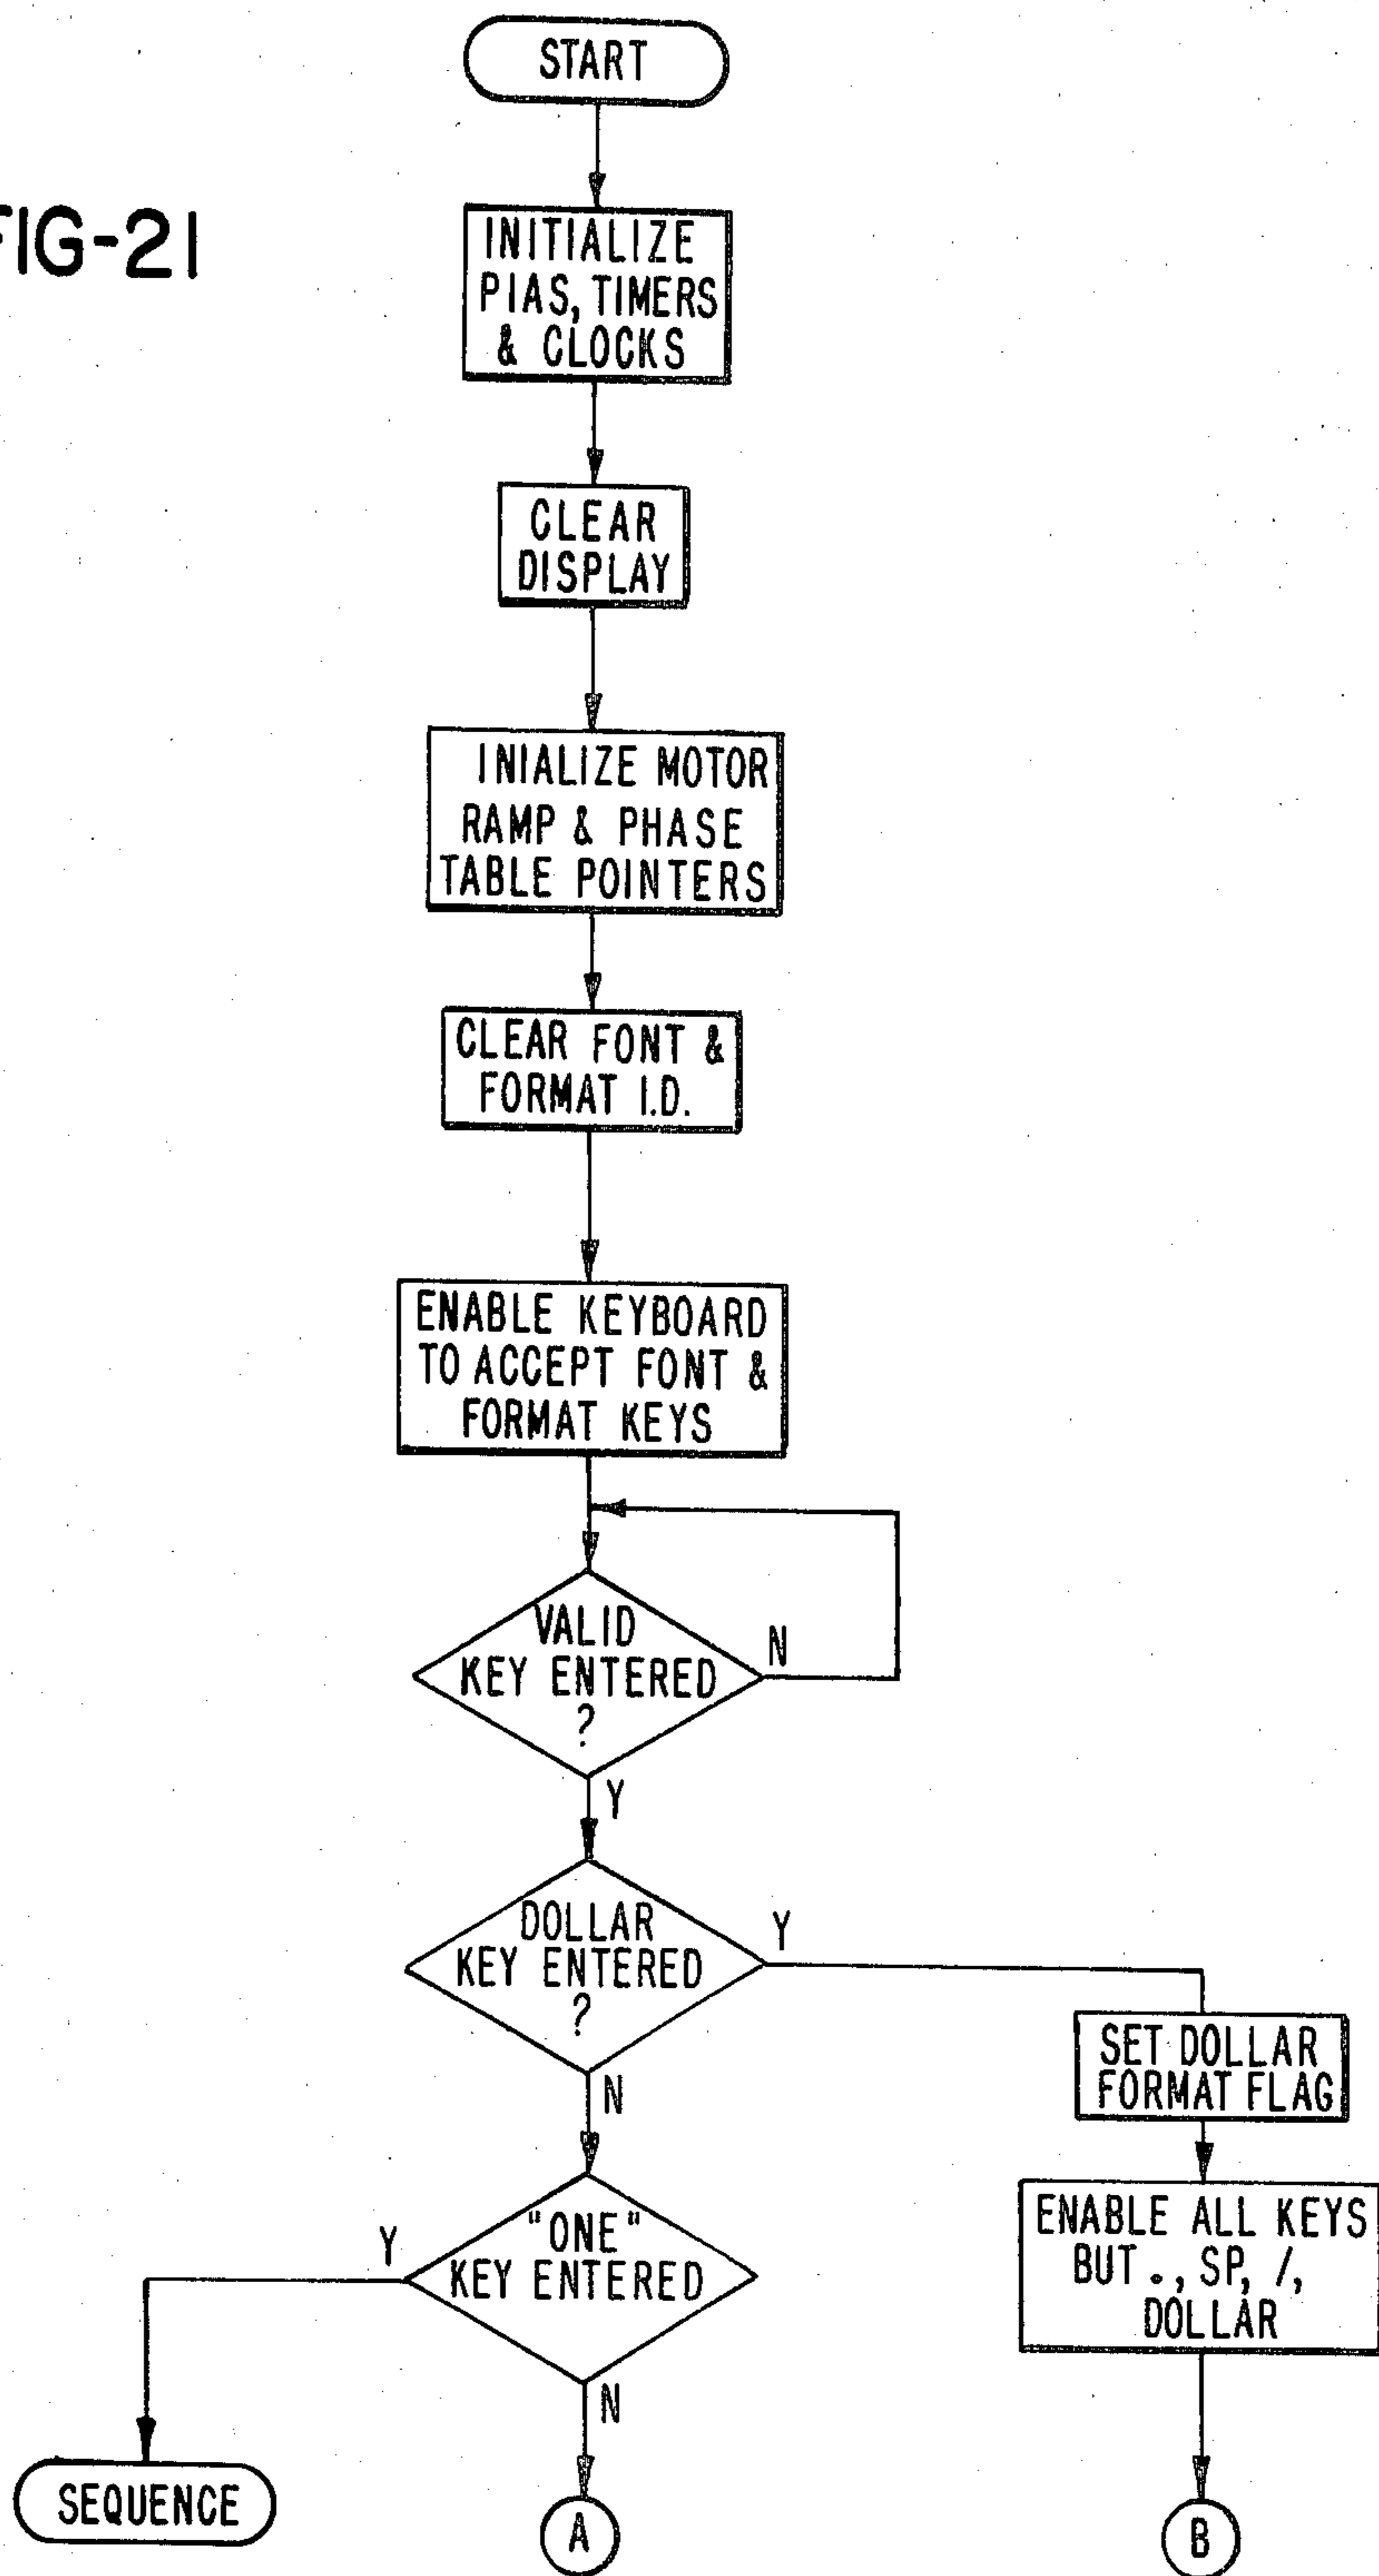 START
FIG-21
INITIALIZE
PIAS, TIMERS
& CLOCKS
CLEAR
DISPLAY
INIALIZE MOTOR
RAMP & PHASE
TABLE POINTERS
CLEAR FONT &
FORMAT I.D.
ENABLE KEYBOARD
TO ACCEPT FONT &
FORMAT KEYS
VALID
KEY ENTERED
?
N
Y
DOLLAR
KEY ENTERED
?
Y
N
SET DOLLAR
FORMAT FLAG
"ONE"
KEY ENTERED
Y
N
ENABLE ALL KEYS
BUT ., SP, /,
DOLLAR
SEQUENCE
A
B